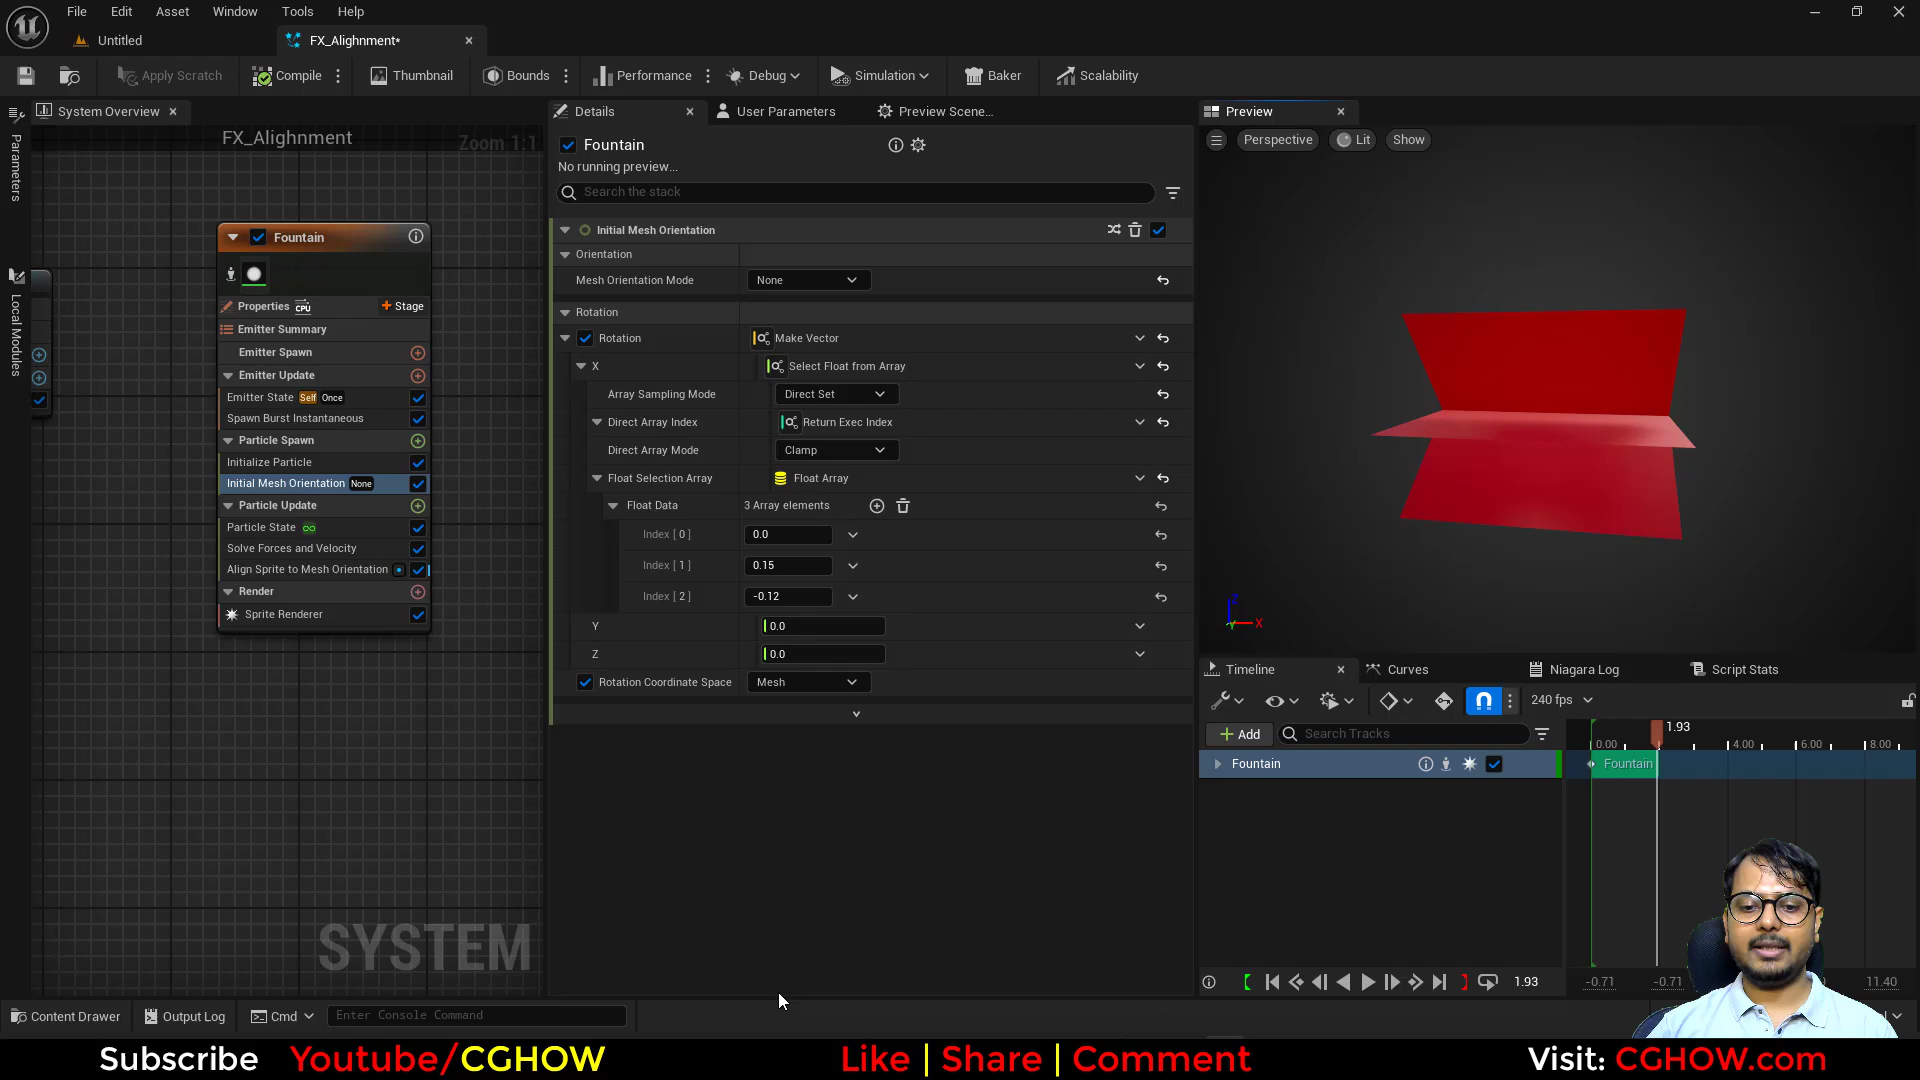 File Edit Asset Window Tools Help
Untitled
FX_Alighnment*
Apply Scratch
Compile
Thumbnail
Bounds
Performance
Debug
Simulation
Baker
Scalability
Parameters
Local Modules
System Overview
FX_Alighnment
Zoom 1:1
Fountain
Properties CPU
Stage
Emitter Summary
Emitter Spawn
Emitter Update
Emitter State Self Once
Spawn Burst Instantaneous
Particle Spawn
Initialize Particle
Initial Mesh Orientation None
Particle Update
Particle State
Solve Forces and Velocity
Align Sprite to Mesh Orientation
Render
Sprite Renderer
SYSTEM
Details
User Parameters
Preview Scene...
Fountain
No running preview...
Search the stack
Initial Mesh Orientation
Orientation
Mesh Orientation Mode None
Rotation
Rotation Make Vector
X Select Float from Array
Array Sampling Mode Direct Set
Direct Array Index Return Exec Index
Direct Array Mode Clamp
Float Selection Array Float Array
Float Data 3 Array elements
Index [ 0 ] 0.0
Index [ 1 ] 0.15
Index [ 2 ] -0.12
Y 0.0
Z 0.0
Rotation Coordinate Space Mesh
Preview
Perspective Lit Show
Z
Y X
Timeline
Curves
Niagara Log
Script Stats
240 fps
Add
Search Tracks
1.93
0.00 4.00 6.00 8.00
Fountain
Fountain
1.93
-0.71 -0.71 11.40
Content Drawer
Output Log
Cmd
Enter Console Command
Subscribe Youtube/CGHOW
Like | Share | Comment
Visit: CGHOW.com